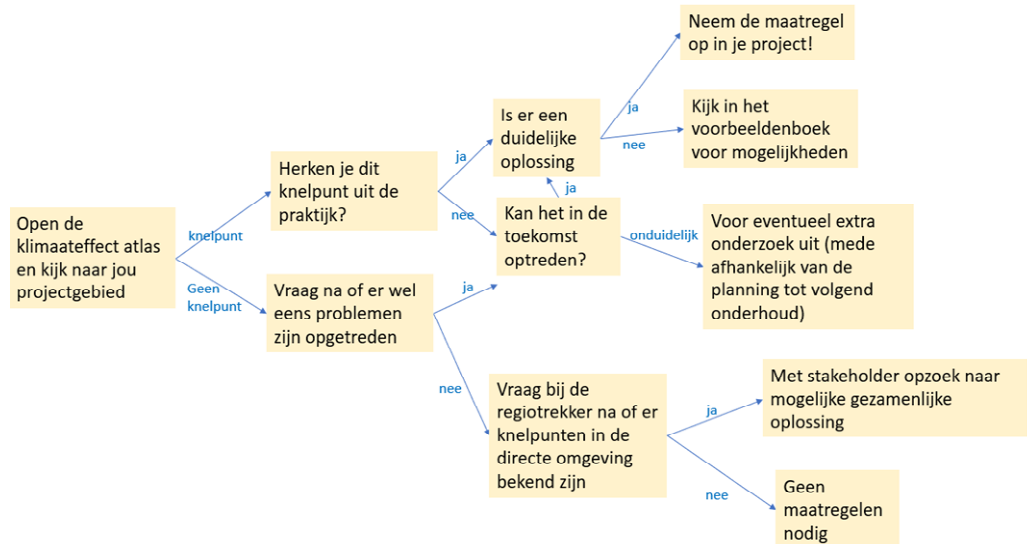 Open de
klimaateffect atlas
en kijk naar jou
projectgebied
knelpunt
Geen
knelpunt
Herken je dit
knelpunt uit de
praktijk?
ja
nee
Vraag na of er wel
eens problemen
zijn opgetreden
ja
nee
Is er een
duidelijke
oplossing
ja
nee
Kan het in de
toekomst
optreden?
ja
onduidelijk
Neem de maatregel
op in je project!
Kijk in het
voorbeeldenboek
voor mogelijkheden
Voor eventueel extra
onderzoek uit (mede
afhankelijk van de
planning tot volgend
onderhoud)
Vraag bij de
regiotrekker na of er
knelpunten in de
directe omgeving
bekend zijn
ja
nee
Met stakeholder opzoek naar
mogelijke gezamenlijke
oplossing
Geen
maatregelen
nodig